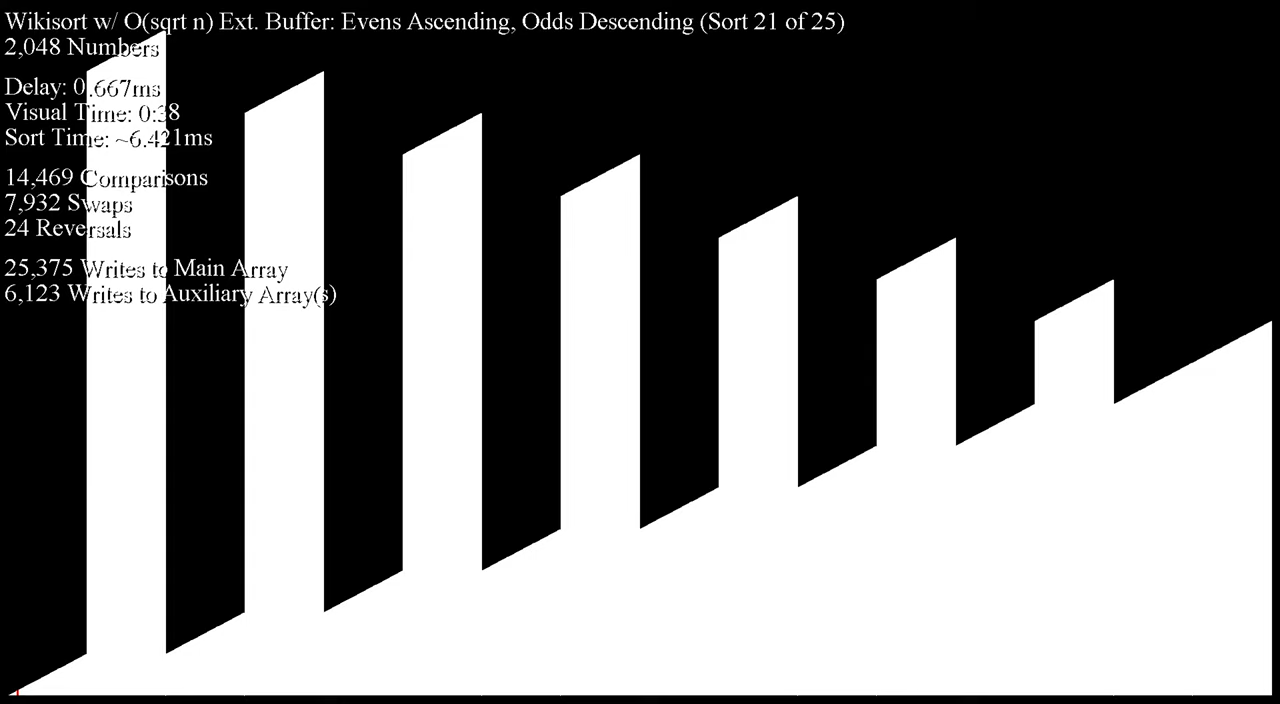 Wikisort w/ O(sqrt n) Ext. Buffer: Evens Ascending, Odds Descending (Sort 21 of 25)
2,048 Numbers
Delay: 0.667ms
Visual Time: 0:38
Sort Time: ~6.421ms
14,469 Comparisons
7,932 Swaps
24 Reversals
25,375 Writes to Main Array
6,123 Writes to Auxiliary Array(s)